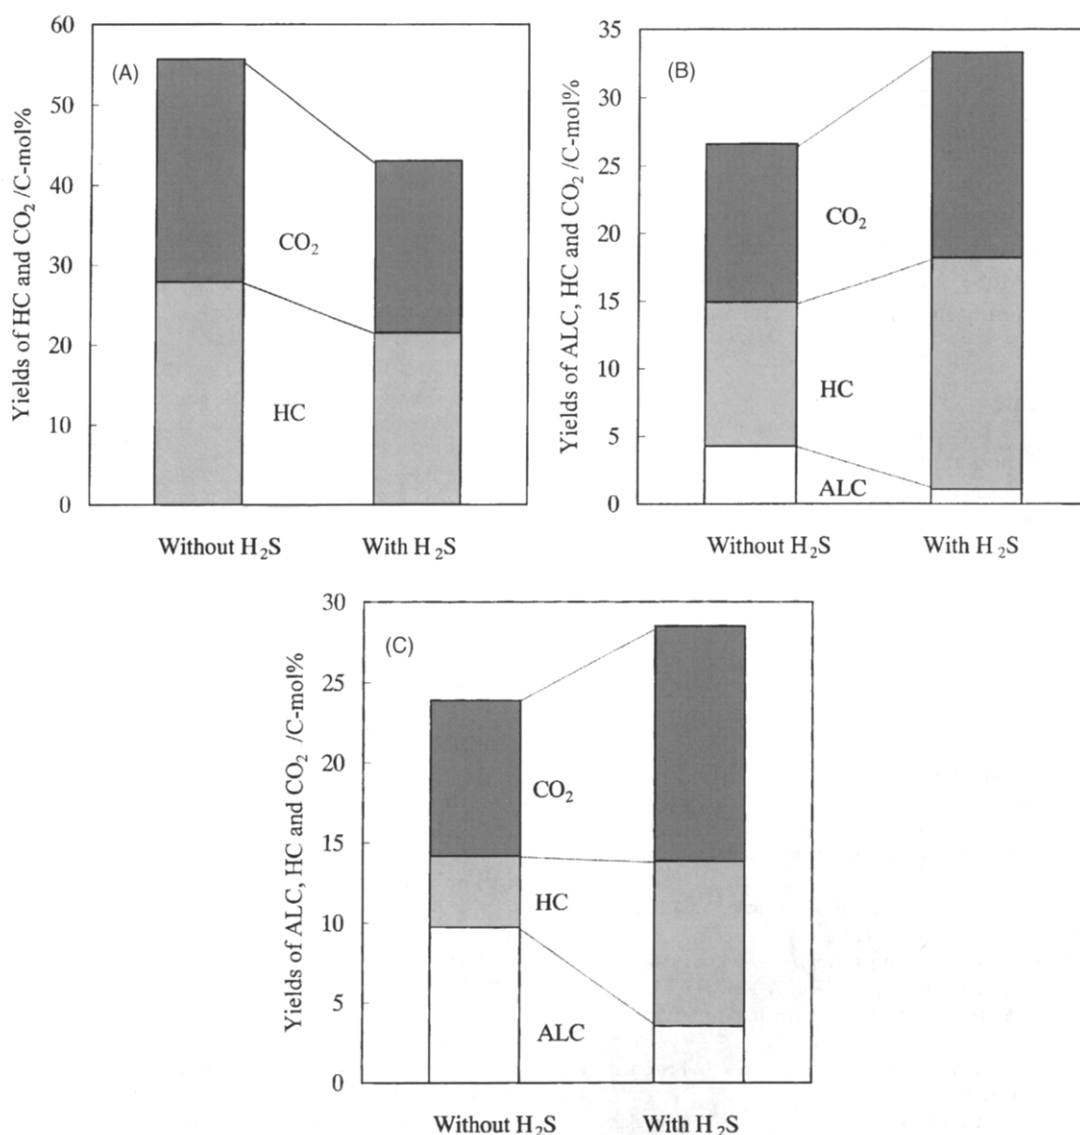 (A)
Yields of HC and CO₂ /C-mol%
60
50
40
30
20
10
0
CO₂
HC
Without H₂S
With H₂S
(B)
Yields of ALC, HC and CO₂ /C-mol%
35
30
25
20
15
10
5
0
CO₂
HC
ALC
Without H₂S
With H₂S
(C)
Yields of ALC, HC and CO₂ /C-mol%
30
25
20
15
10
5
0
CO₂
HC
ALC
Without H₂S
With H₂S